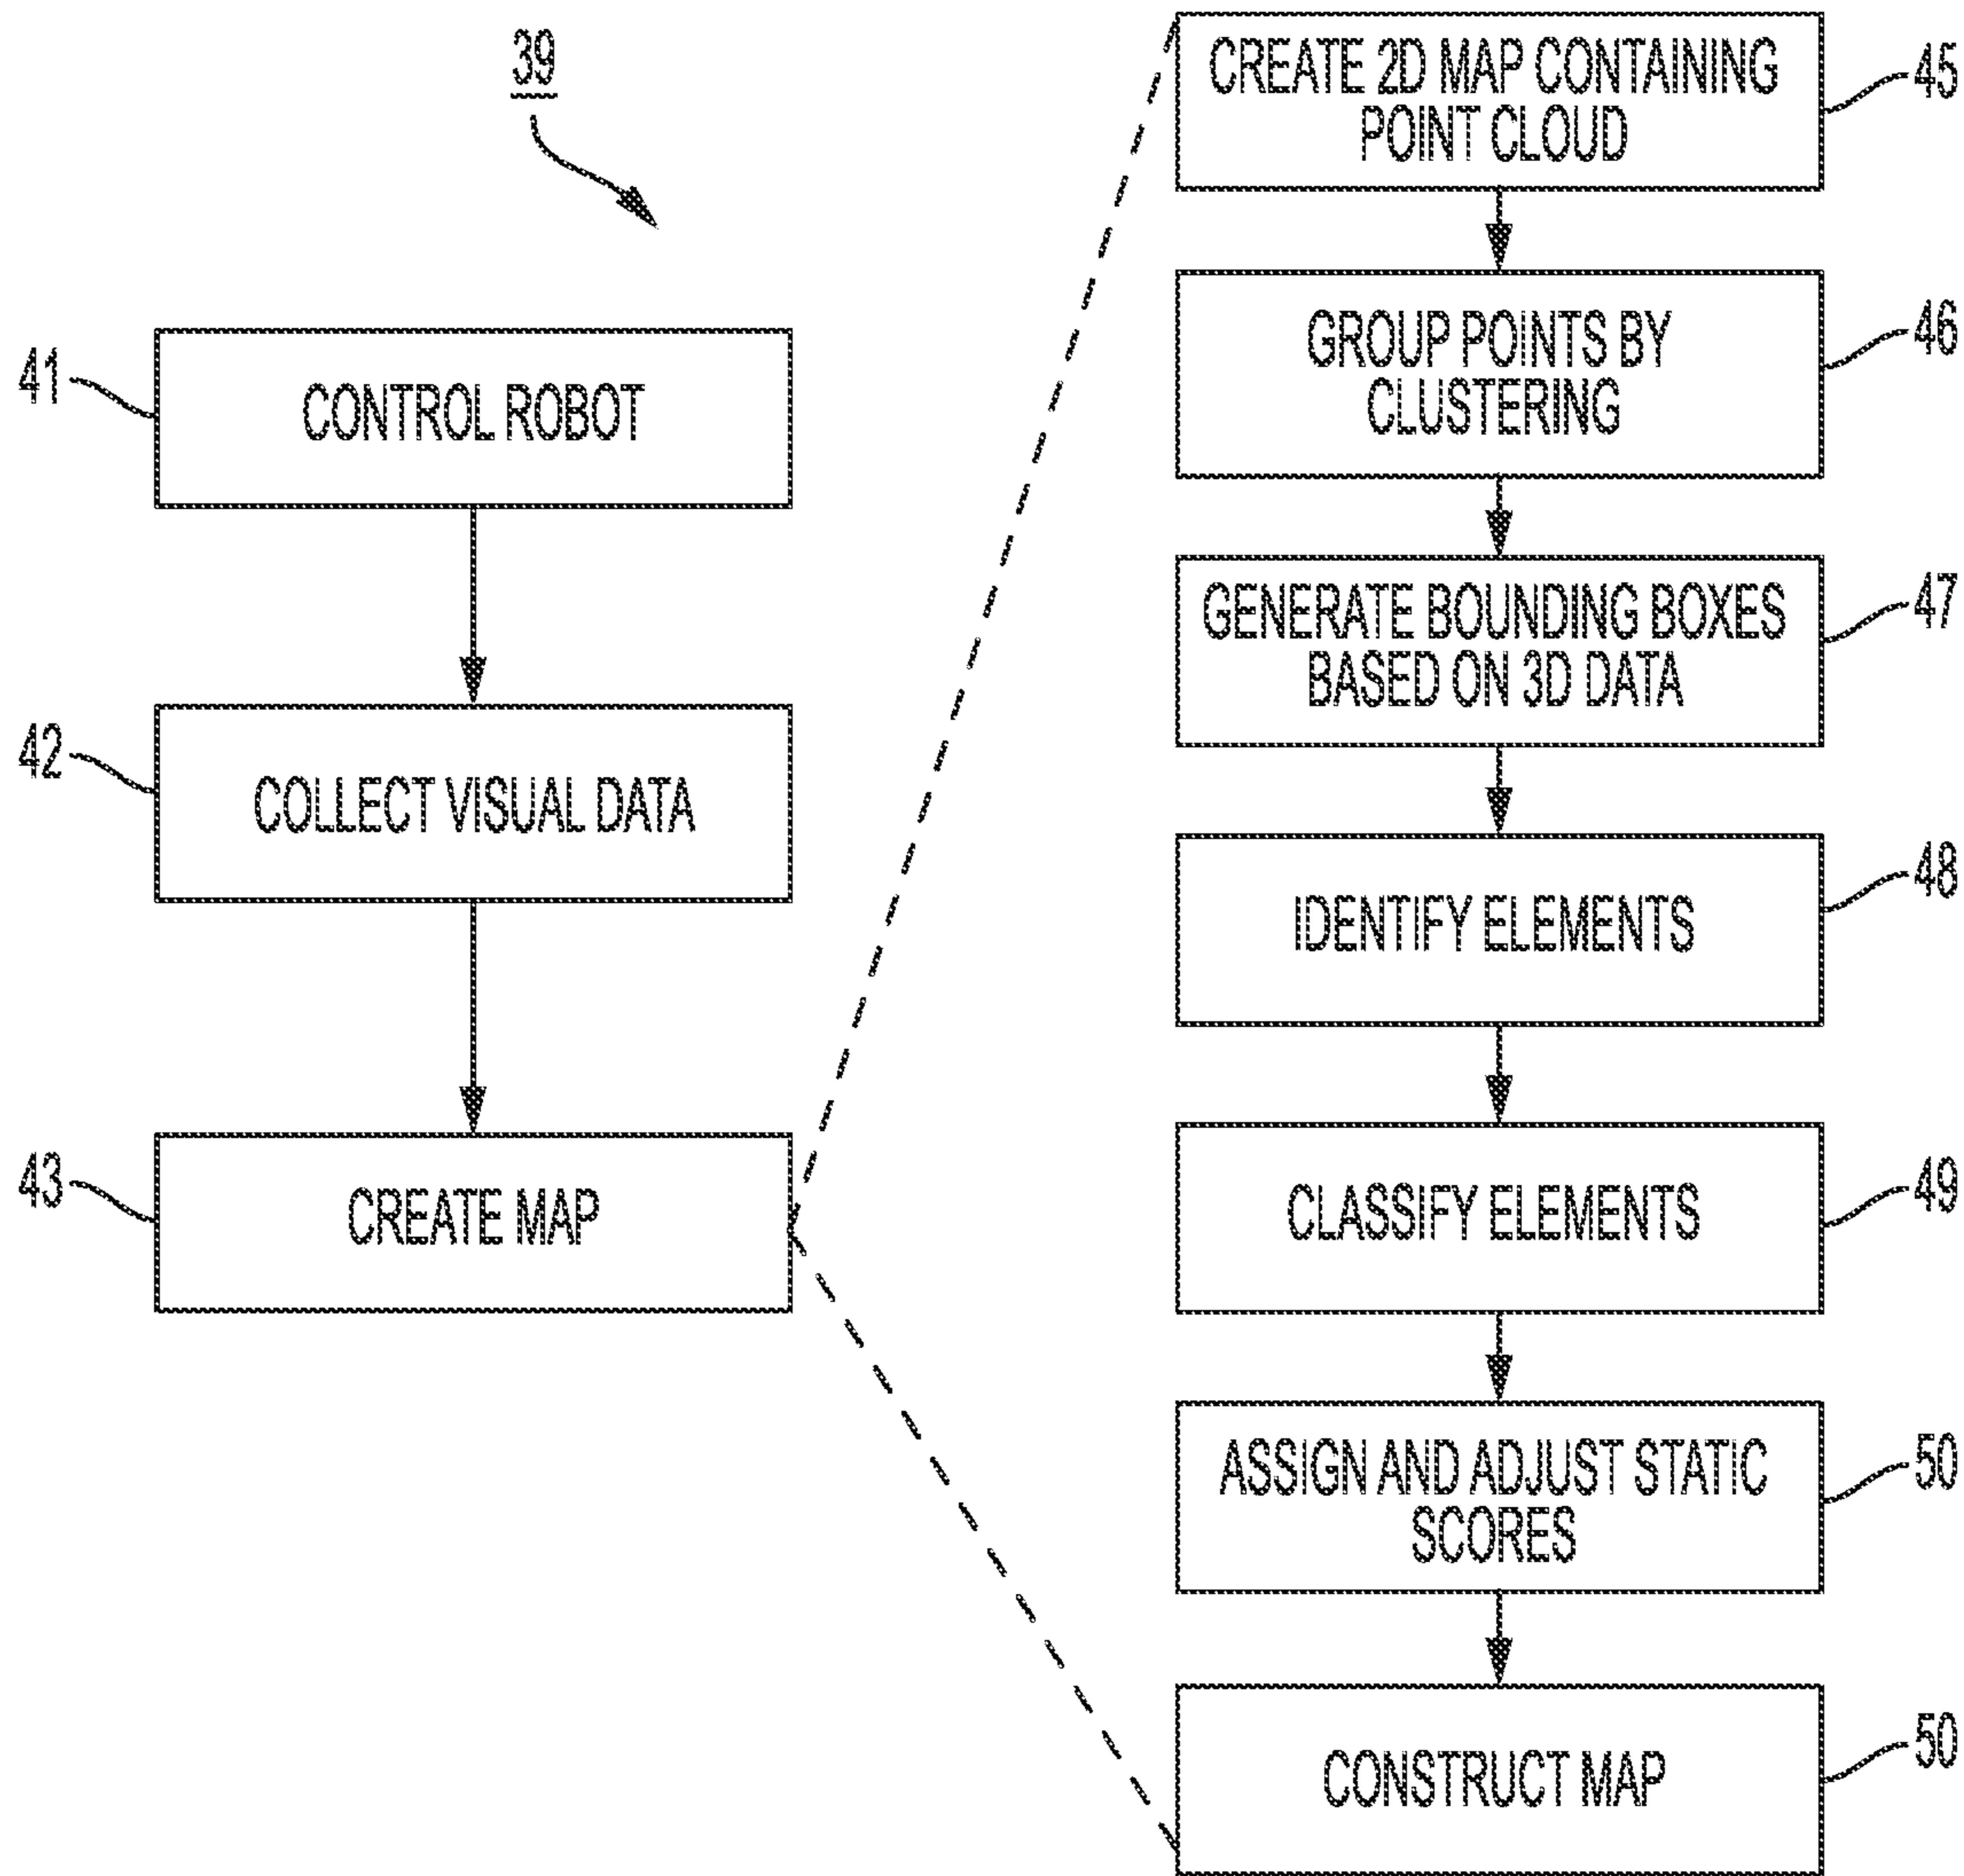 39
41
CONTROL ROBOT
42
COLLECT VISUAL DATA
43
CREATE MAP
CREATE 2D MAP CONTAINING
POINT CLOUD
45
GROUP POINTS BY
CLUSTERING
46
GENERATE BOUNDING BOXES
BASED ON 3D DATA
47
IDENTIFY ELEMENTS
48
CLASSIFY ELEMENTS
49
ASSIGN AND ADJUST STATIC
SCORES
50
CONSTRUCT MAP
50